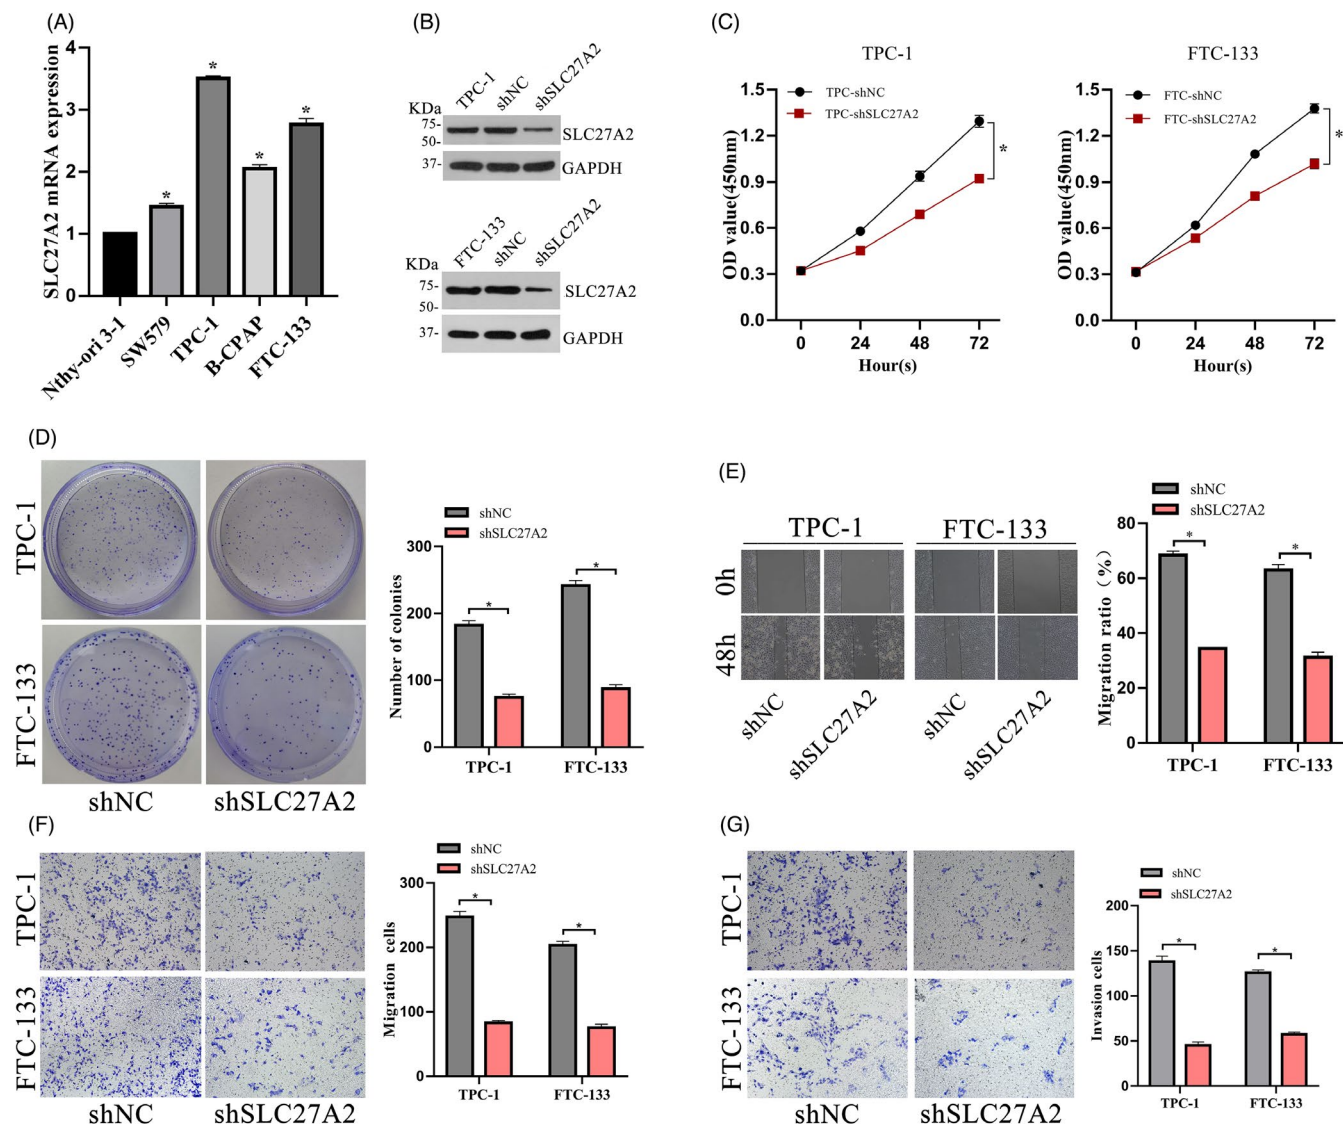 (A)
SLC27A2 mRNA expression
4
3
2
1
0
*
*
*
*
Nthy-ori 3-1
SW579
TPC-1
B-CPAP
FTC-133
(B)
TPC-1
shNC
shSLC27A2
KDa
75-
50-
SLC27A2
37-
GAPDH
FTC-133
shNC
shSLC27A2
KDa
75-
50-
SLC27A2
37-
GAPDH
(C)
TPC-1
TPC-shNC
TPC-shSLC27A2
OD value(450nm)
1.5
1.2
0.9
0.6
0.3
0.0
*
0 24 48 72
Hour(s)
FTC-133
FTC-shNC
FTC-shSLC27A2
OD value(450nm)
1.5
1.2
0.9
0.6
0.3
0.0
*
0 24 48 72
Hour(s)
(D)
TPC-1
FTC-133
shNC shSLC27A2
shNC
shSLC27A2
Number of colonies
300
200
100
0
*
*
TPC-1 FTC-133
(E)
TPC-1 FTC-133
0h
48h
shNC
shSLC27A2
shNC
shSLC27A2
shNC
shSLC27A2
Migration ratio (%)
80
60
40
20
0
*
*
TPC-1 FTC-133
(F)
TPC-1
FTC-133
shNC shSLC27A2
shNC
shSLC27A2
Migration cells
300
200
100
0
*
*
TPC-1 FTC-133
(G)
TPC-1
FTC-133
shNC shSLC27A2
shNC
shSLC27A2
Invasion cells
200
150
100
50
0
*
*
TPC-1 FTC-133